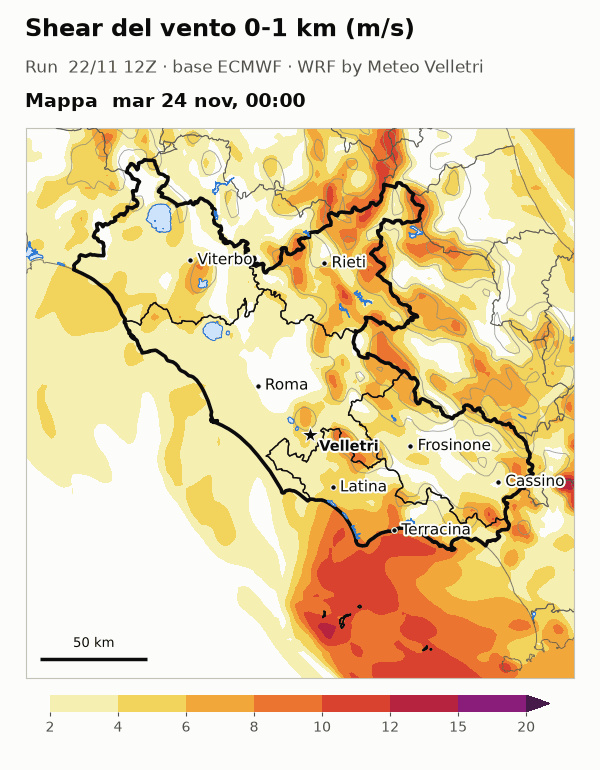 Shear del vento 0-1 km (m/s)
Run  22/11 12Z · base ECMWF · WRF by Meteo Velletri
Mappa  mar 24 nov, 00:00
Viterbo
Rieti
Roma
Velletri
Frosinone
Latina
Cassino
Terracina
50 km
2 4 6 8 10 12 15 20